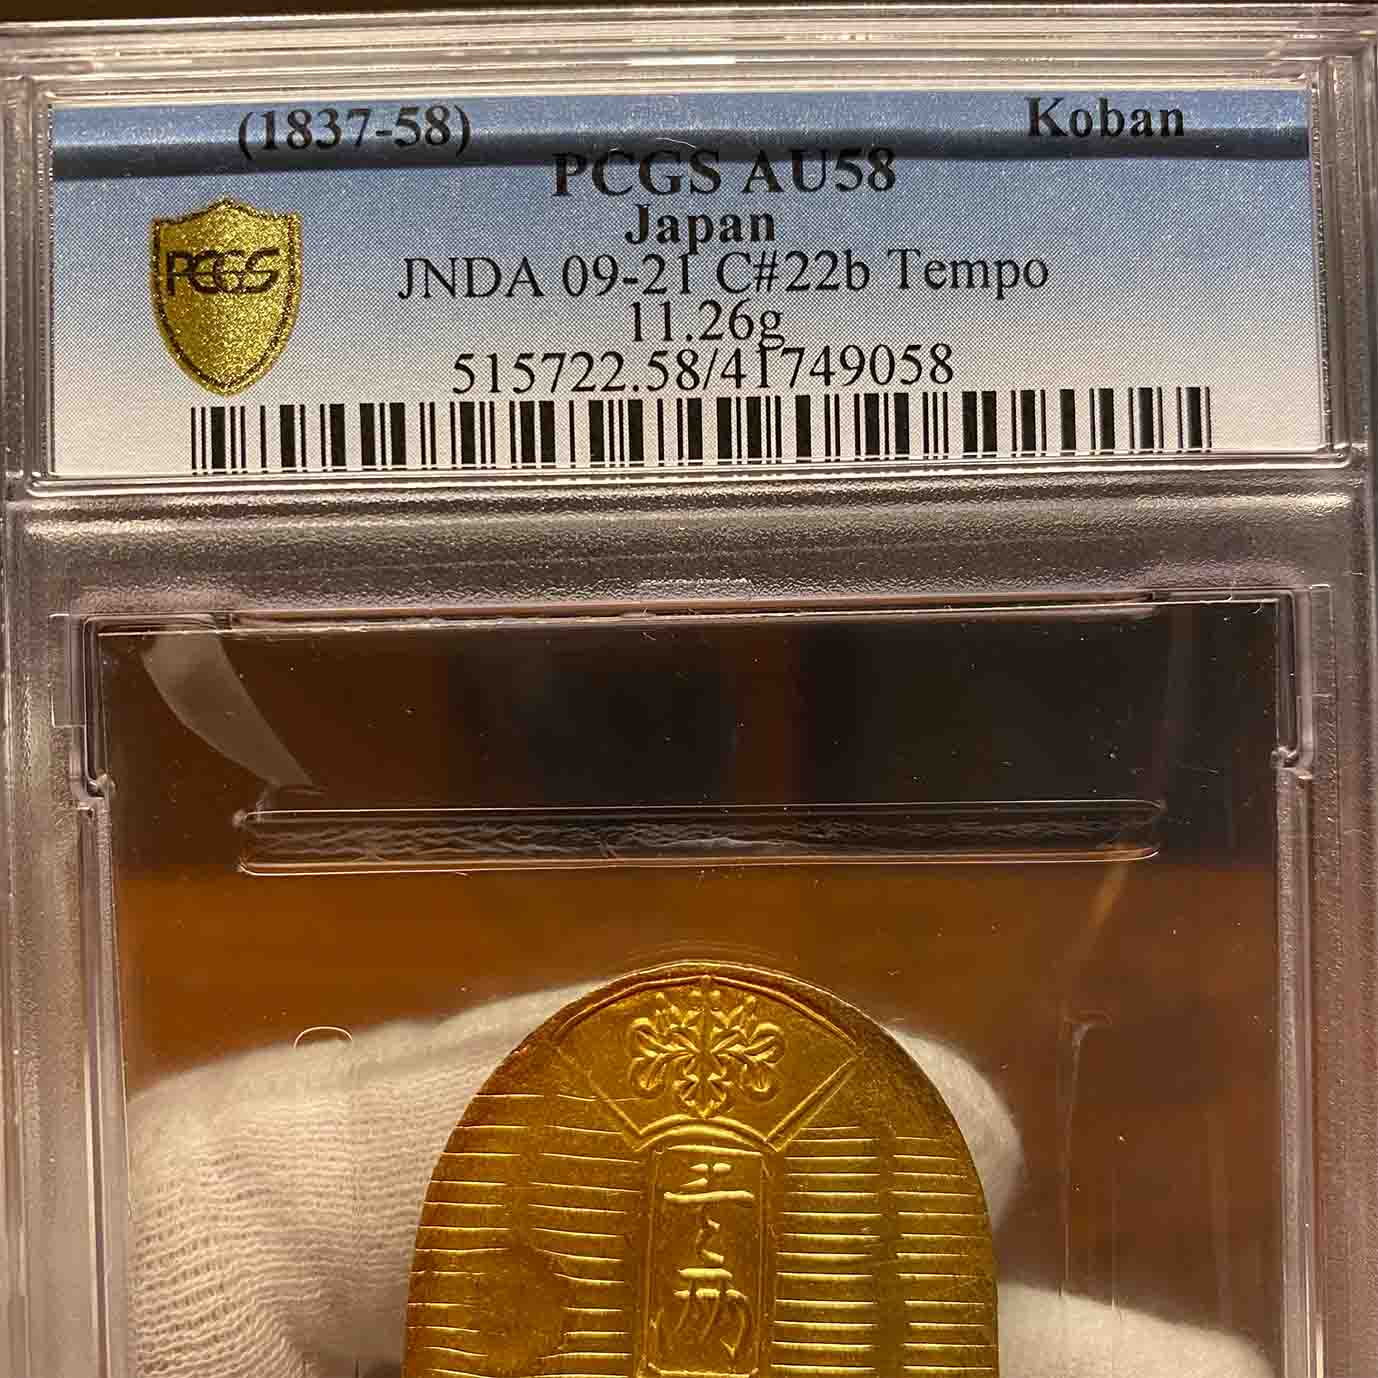 (1837-58) Koban
PCGS AU58
Japan
PCGS
JNDA 09-21 C#22b Tempo
11.26g
515722.58/41749058